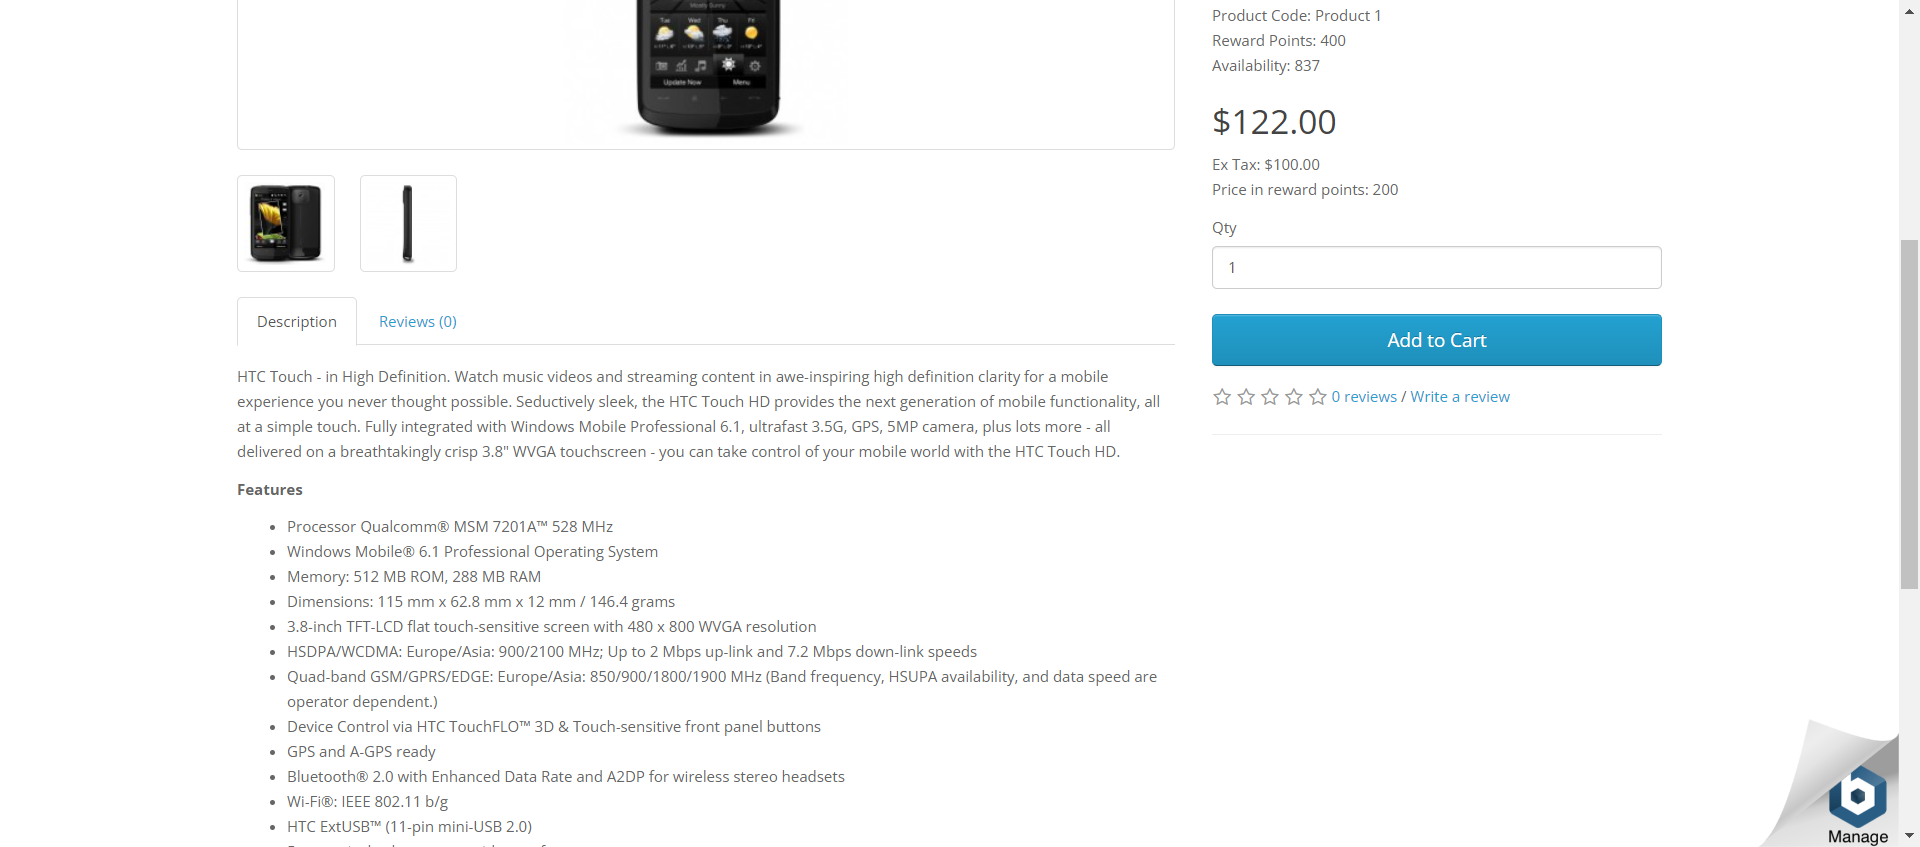 Mostly Sunny
Tue Wed Thu Fri
Update Now Menu
Product Code: Product 1
Reward Points: 400
Availability: 837
$122.00
Ex Tax: $100.00
Price in reward points: 200
Qty
1
Add to Cart
0 reviews / Write a review
Description
Reviews (0)
HTC Touch - in High Definition. Watch music videos and streaming content in awe-inspiring high definition clarity for a mobile
experience you never thought possible. Seductively sleek, the HTC Touch HD provides the next generation of mobile functionality, all
at a simple touch. Fully integrated with Windows Mobile Professional 6.1, ultrafast 3.5G, GPS, 5MP camera, plus lots more - all
delivered on a breathtakingly crisp 3.8" WVGA touchscreen - you can take control of your mobile world with the HTC Touch HD.
Features
• Processor Qualcomm® MSM 7201A™ 528 MHz
• Windows Mobile® 6.1 Professional Operating System
• Memory: 512 MB ROM, 288 MB RAM
• Dimensions: 115 mm x 62.8 mm x 12 mm / 146.4 grams
• 3.8-inch TFT-LCD flat touch-sensitive screen with 480 x 800 WVGA resolution
• HSDPA/WCDMA: Europe/Asia: 900/2100 MHz; Up to 2 Mbps up-link and 7.2 Mbps down-link speeds
• Quad-band GSM/GPRS/EDGE: Europe/Asia: 850/900/1800/1900 MHz (Band frequency, HSUPA availability, and data speed are
operator dependent.)
• Device Control via HTC TouchFLO™ 3D & Touch-sensitive front panel buttons
• GPS and A-GPS ready
• Bluetooth® 2.0 with Enhanced Data Rate and A2DP for wireless stereo headsets
• Wi-Fi®: IEEE 802.11 b/g
• HTC ExtUSB™ (11-pin mini-USB 2.0)
Manage